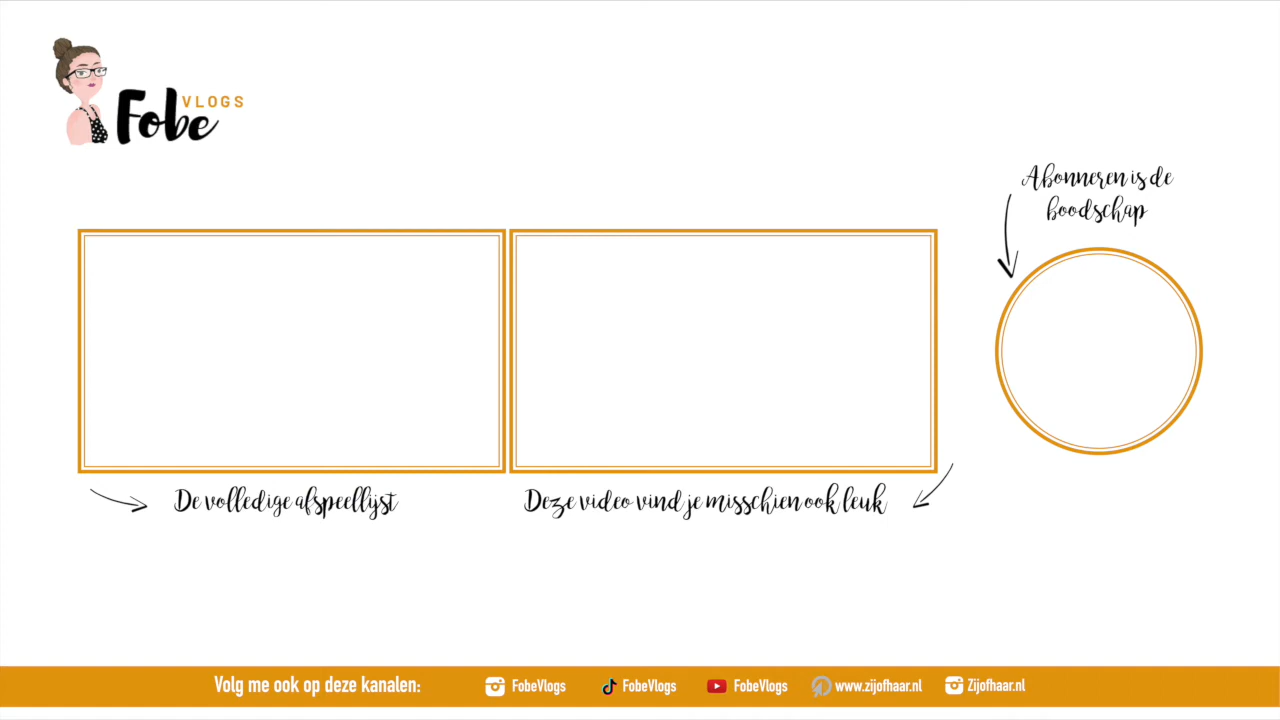 VLOGS
Fobe
Abonneren is de
boodschap
De volledige afspeellijst
Deze video vind je misschien ook leuk
Volg me ook op deze kanalen: FobeVlogs FobeVlogs FobeVlogs www.zijofhaar.nl Zijofhaar.nl